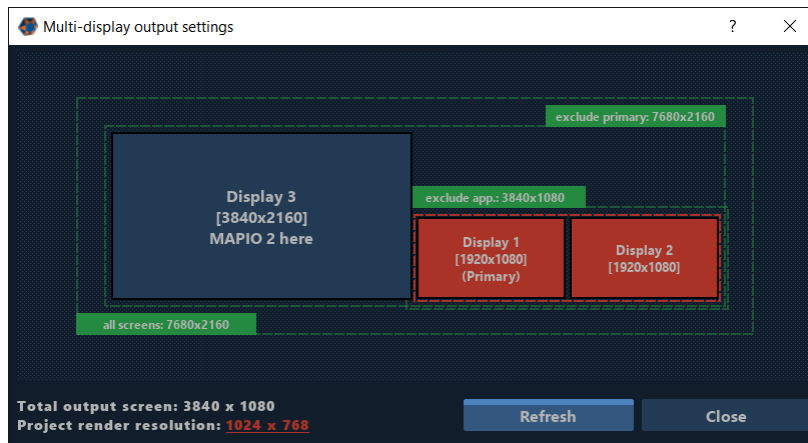 Multi-display output settings
?
exclude primary: 7680x2160
exclude app.: 3840x1080
Display 3
[3840x2160]
MAPIO 2 here
Display 1
[1920x1080]
(Primary)
Display 2
[1920x1080]
all screens: 7680x2160
Total output screen: 3840 x 1080
Project render resolution: 1024 x 768
Refresh
Close